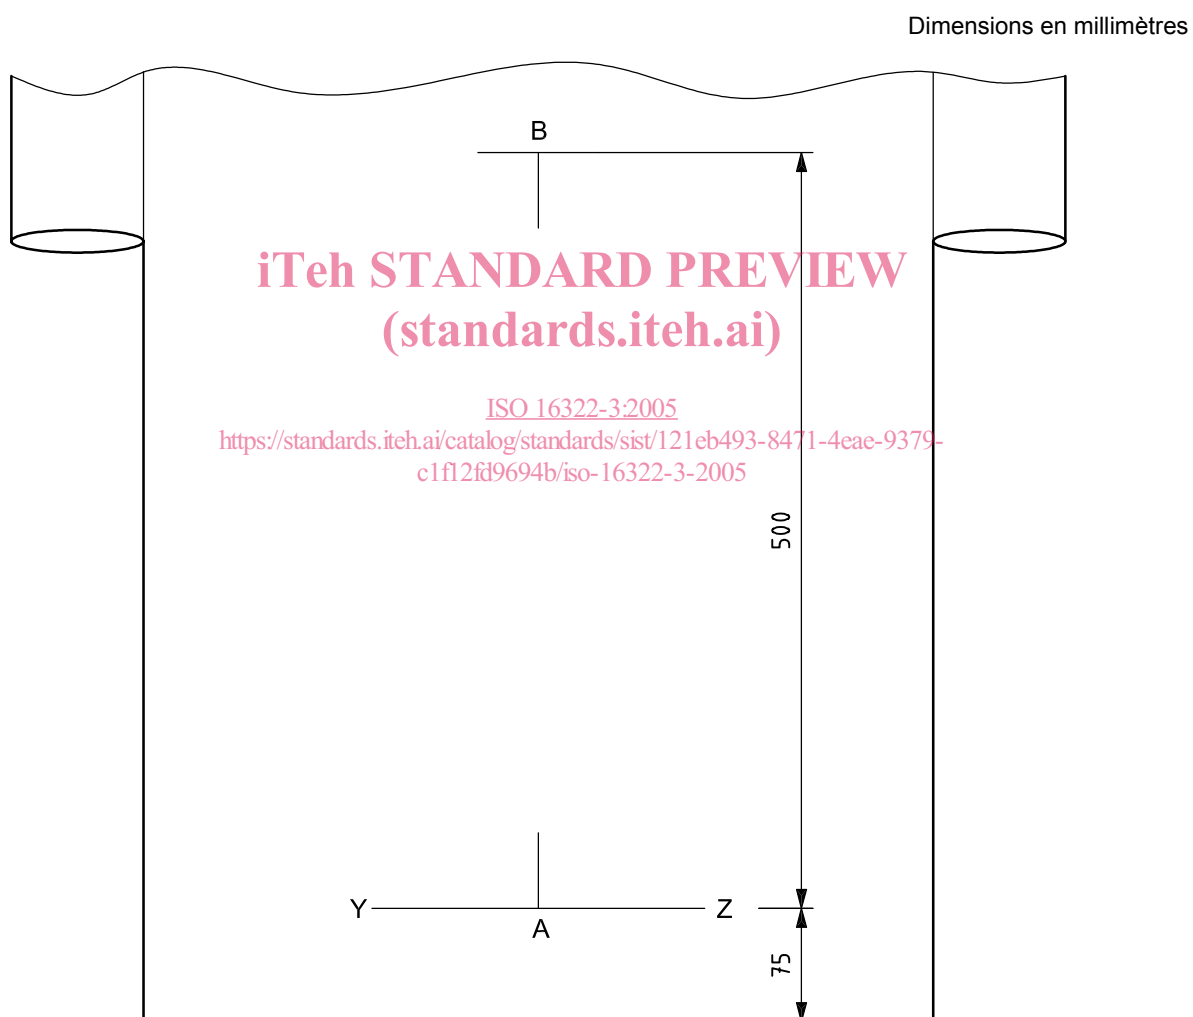 Dimensions en millimètres
B
iTeh STANDARD PREVIEW
(standards.iteh.ai)
ISO 16322-3:2005
https://standards.iteh.ai/catalog/standards/sist/121eb493-8471-4eae-9379-
c1f12fd9694b/iso-16322-3-2005
500
Y
Z
A
75